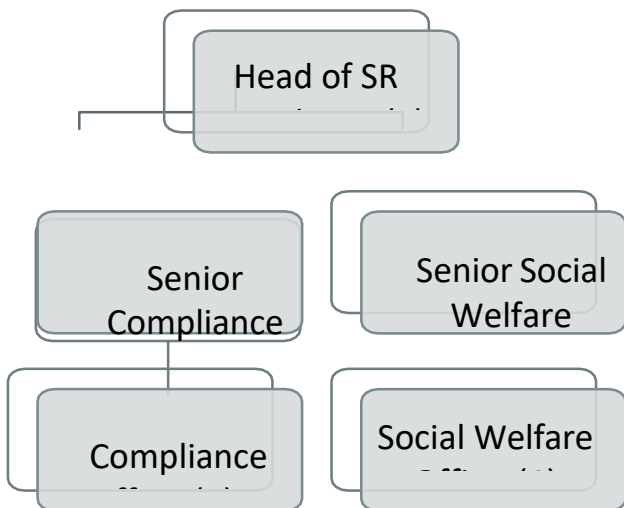 Head of SR
Senior
Compliance
Senior Social
Welfare
Compliance
Social Welfare